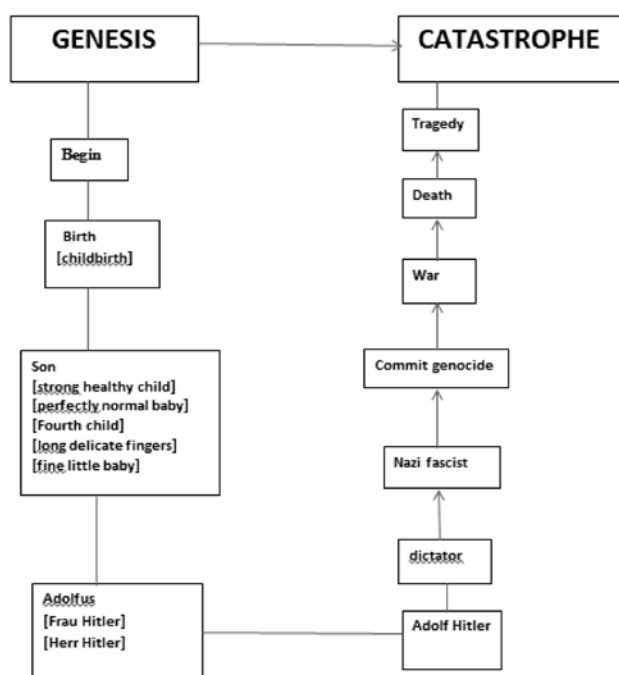 GENESIS
Begin
Birth
[childbirth]
Son
[strong healthy child]
[perfectly normal baby]
[Fourth child]
[long delicate fingers]
[fine little baby]
Adolfus
[Frau Hitler]
[Herr Hitler]
CATASTROPHE
Tragedy
Death
War
Commit genocide
Nazi fascist
dictator
Adolf Hitler